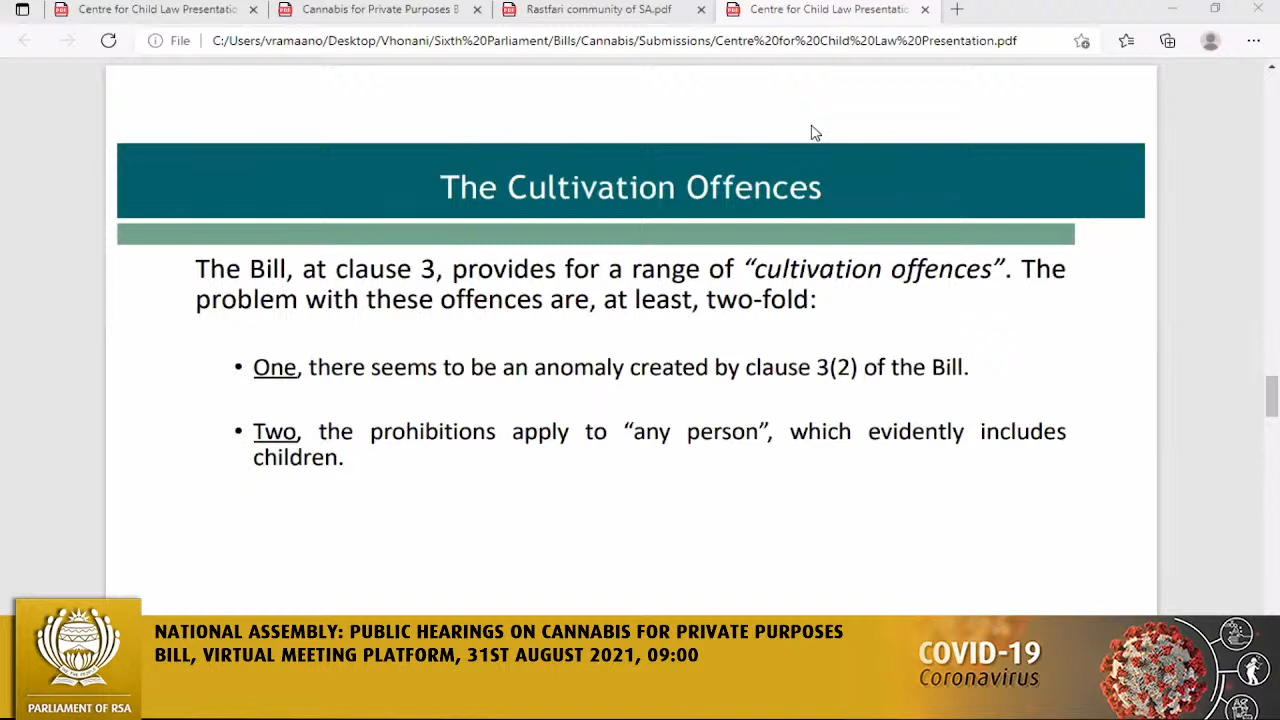 Centre for Child Law Presentatic
Cannabis for Private Purposes B
Rastfari community of SA.pdf
Centre for Child Law Presentatic
File
C:/Users/vramaano/Desktop/Vhonani/Sixth%20Parliament/Bills/Cannabis/Submissions/Centre%20for%20Child%20Law%20Presentation.pdf
The Cultivation Offences
The Bill, at clause 3, provides for a range of “cultivation offences”. The
problem with these offences are, at least, two-fold:
• One, there seems to be an anomaly created by clause 3(2) of the Bill.
• Two, the prohibitions apply to “any person”, which evidently includes
children.
PARLIAMENT OF RSA
NATIONAL ASSEMBLY: PUBLIC HEARINGS ON CANNABIS FOR PRIVATE PURPOSES
BILL, VIRTUAL MEETING PLATFORM, 31ST AUGUST 2021, 09:00
COVID-19
Coronavirus